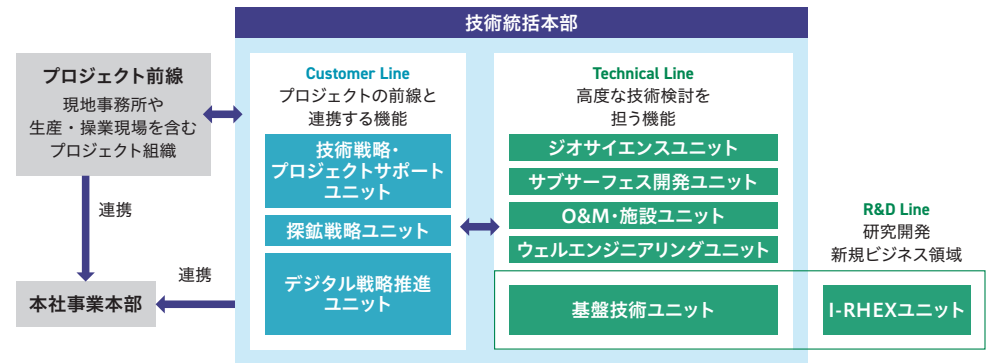 技術統括本部
プロジェクト前線
現地事務所や
生産・操業現場を含む
プロジェクト組織
連携
本社事業本部
連携
Customer Line
プロジェクトの前線と
連携する機能
技術戦略・
プロジェクトサポート
ユニット
探鉱戦略ユニット
デジタル戦略推進
ユニット
Technical Line
高度な技術検討を
担う機能
ジオサイエンスユニット
サブサーフェス開発ユニット
O&M・施設ユニット
ウェルエンジニアリングユニット
基盤技術ユニット
R&D Line
研究開発
新規ビジネス領域
I-RHEXユニット